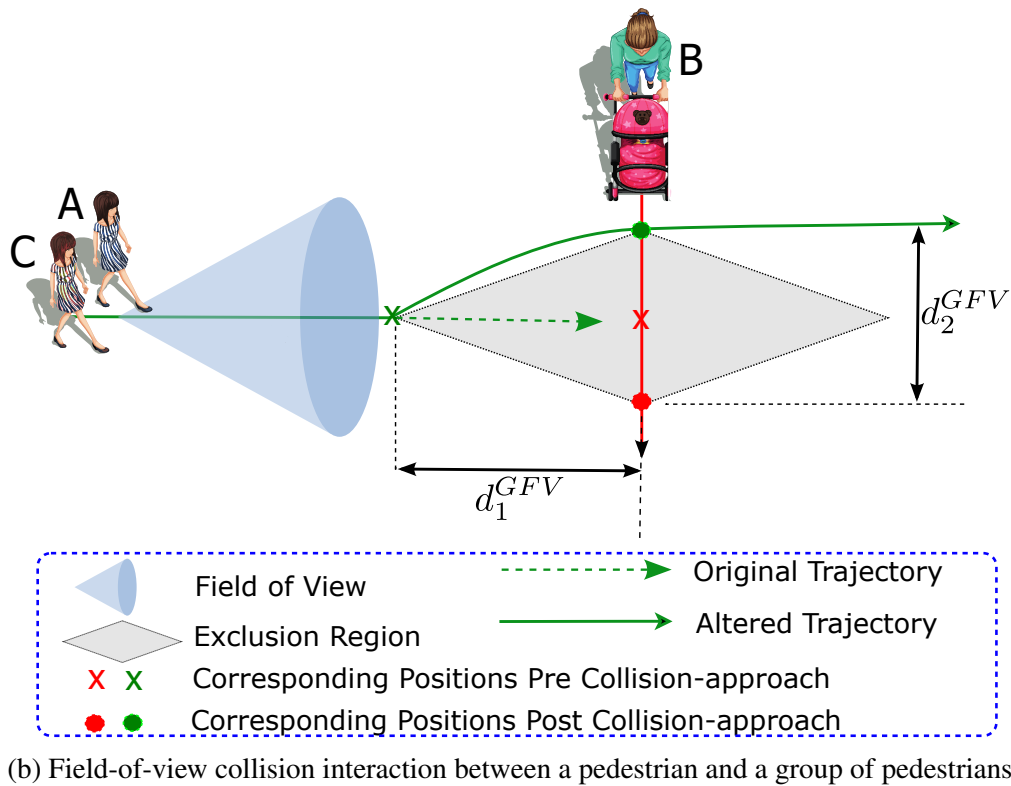 B
A
C
x
x
d_2^{GFV}
d_1^{GFV}
Field of View
Original Trajectory
Exclusion Region
Altered Trajectory
x x Corresponding Positions Pre Collision-approach
Corresponding Positions Post Collision-approach
(b) Field-of-view collision interaction between a pedestrian and a group of pedestrians